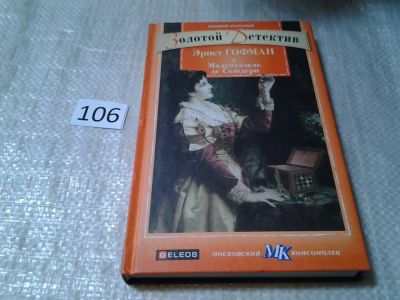 Золотой Детектив
Эрнст ГОФМАН
Мадемуазель
де Скюдери
106
GELEOS
МОСКОВСКИЙ МК КОМСОМОЛЕЦ